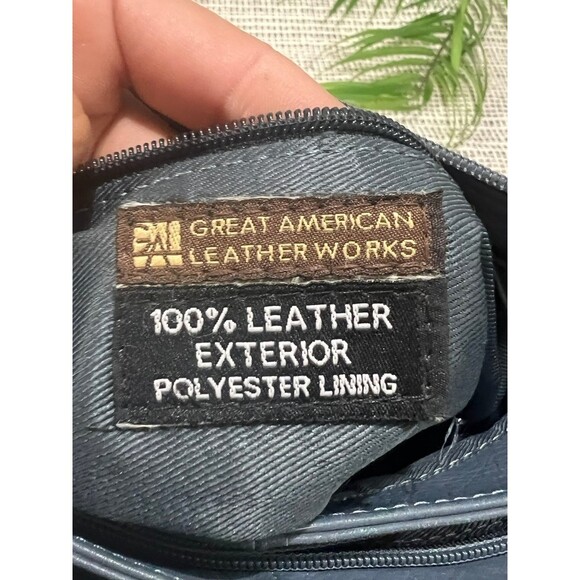 GREAT AMERICAN
LEATHER WORKS
100% LEATHER
EXTERIOR
POLYESTER LINING